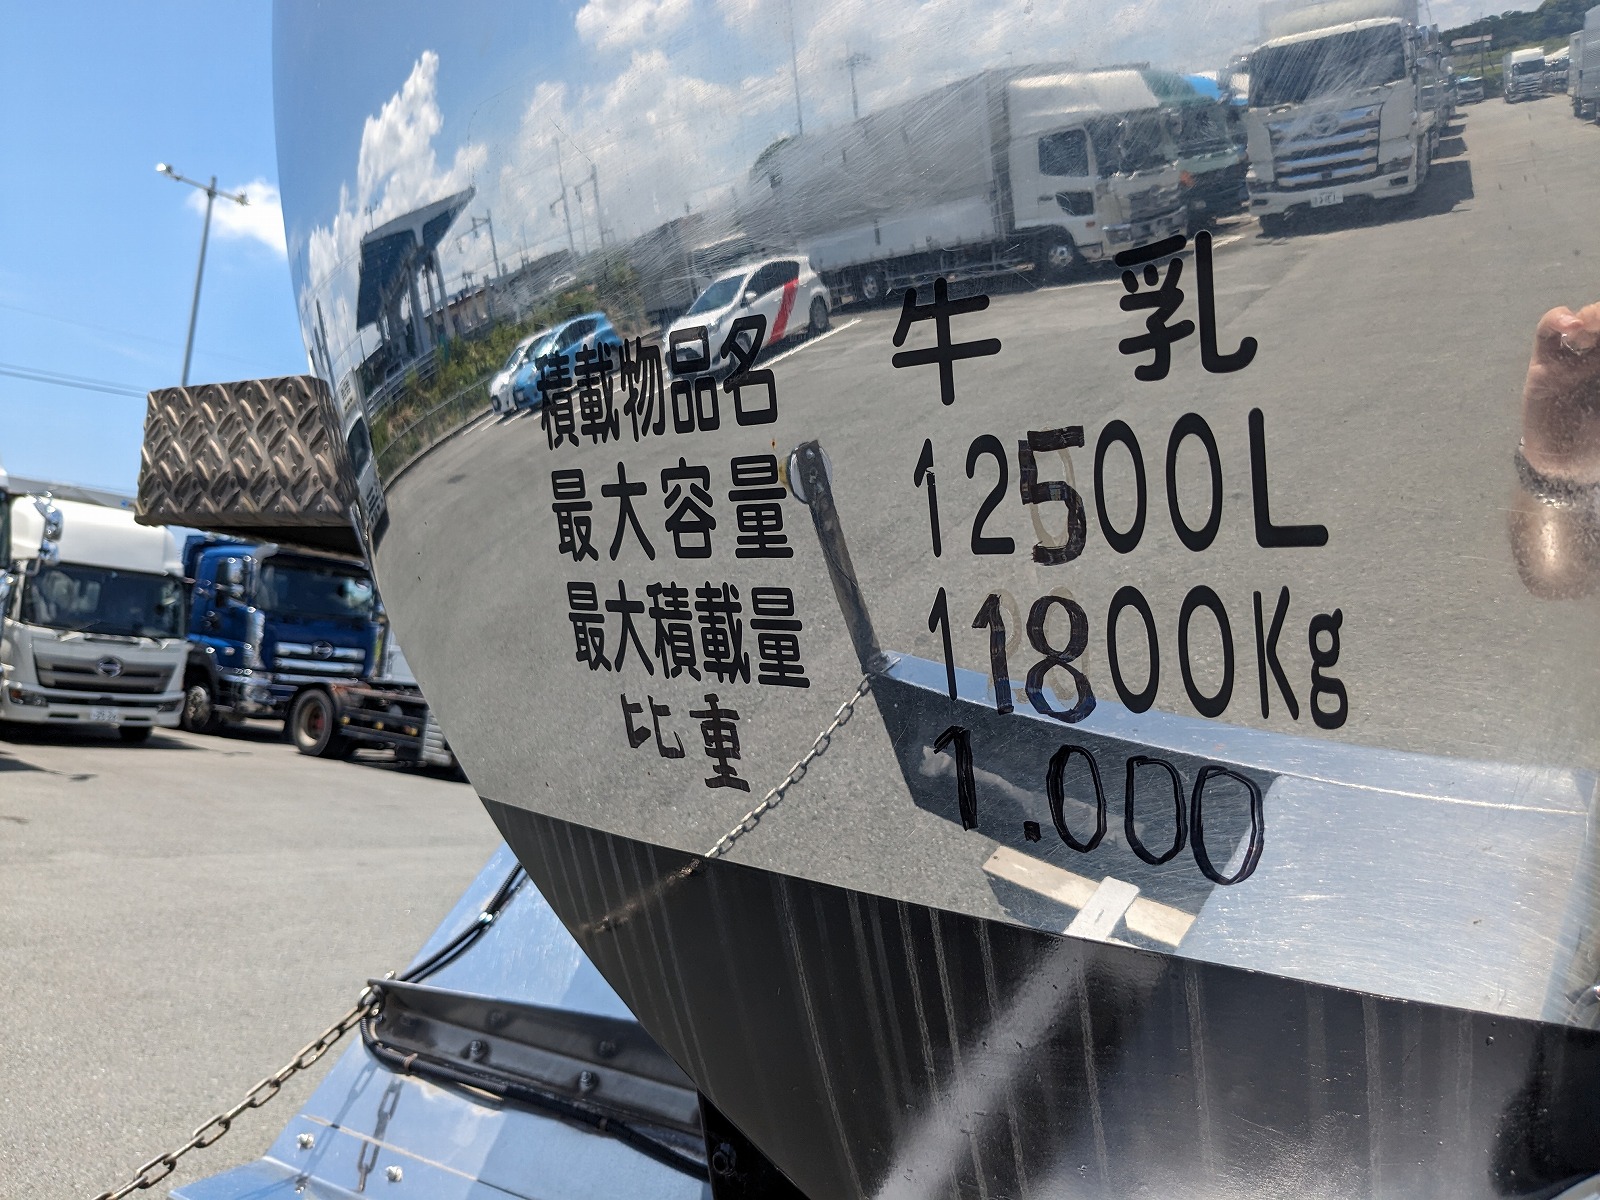 積載物品名 牛乳
最大容量 12500L
最大積載量 11800Kg
比重 1.000